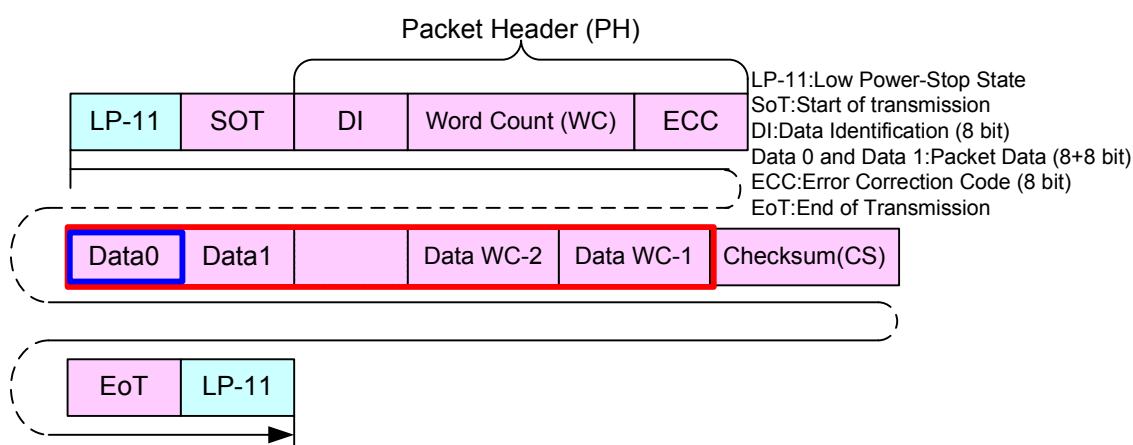 Packet Header (PH)
LP-11:Low Power-Stop State
SoT:Start of transmission
DI:Data Identification (8 bit)
Data 0 and Data 1:Packet Data (8+8 bit)
ECC:Error Correction Code (8 bit)
EoT:End of Transmission
LP-11 SOT DI Word Count (WC) ECC
Data0 Data1 Data WC-2 Data WC-1 Checksum(CS)
EoT LP-11